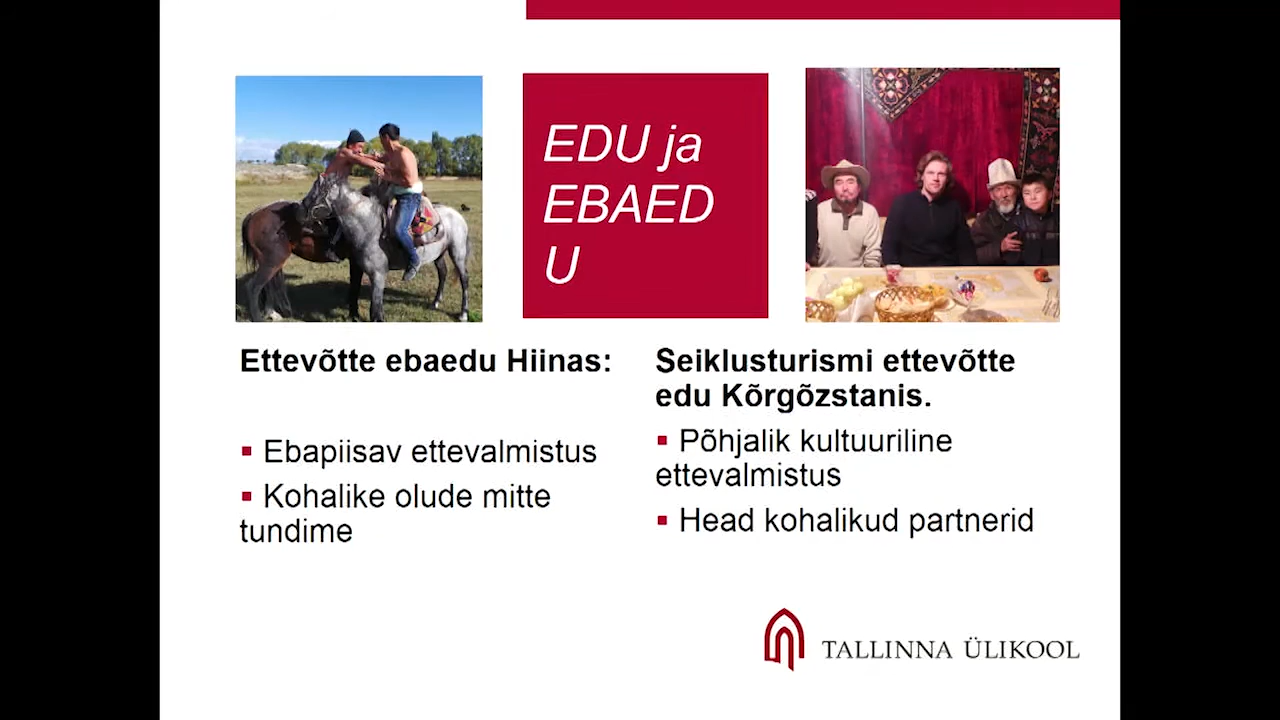 EDU ja
EBAED
U
Ettevõtte ebaedu Hiinas:
▪ Ebapiisav ettevalmistus
▪ Kohalike olude mitte
tundime
Seiklusturismi ettevõtte
edu Kõrgõzstanis.
▪ Põhjalik kultuuriline
ettevalmistus
▪ Head kohalikud partnerid
TALLINNA ÜLIKOOL